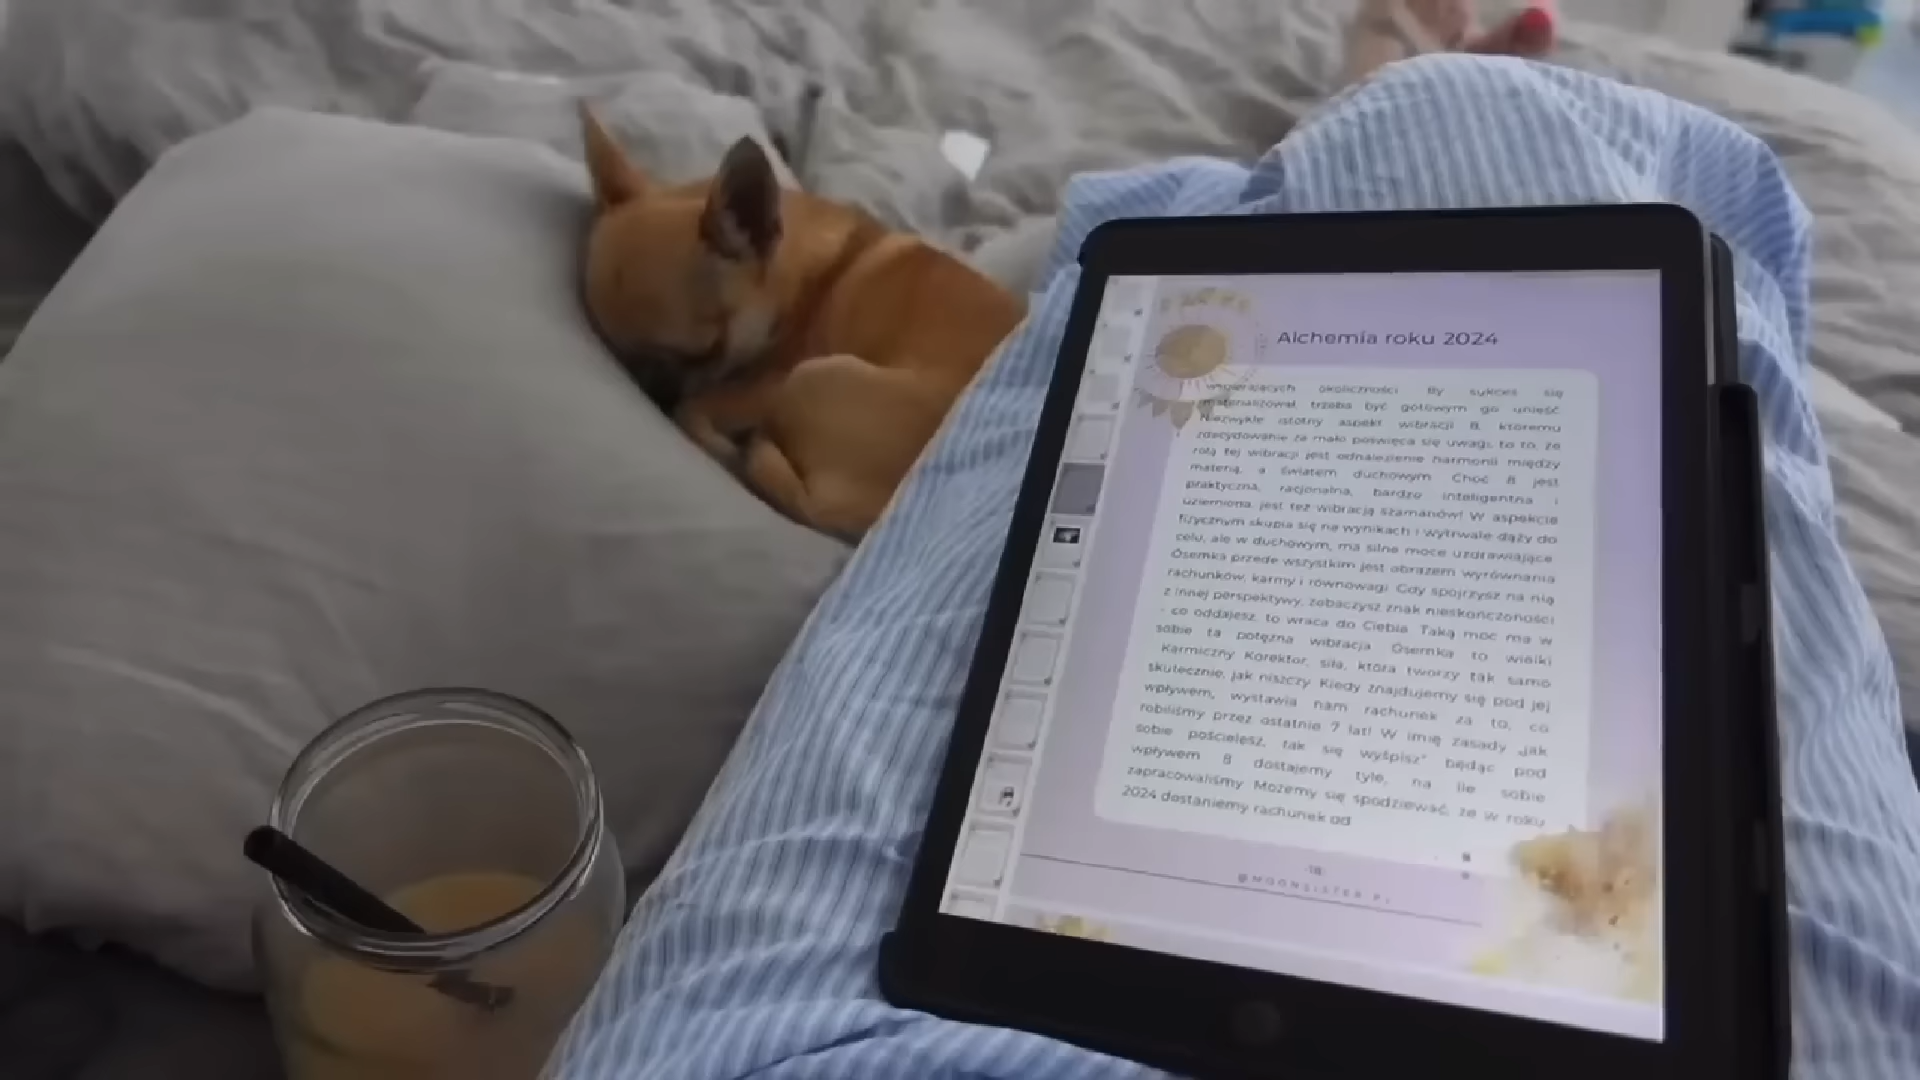 Alchemia roku 2024
wspierających okoliczności. By sukces się
materializował, trzeba być gotowym go unieść.
Niezwykle istotny aspekt wibracji 8, któremu
zdecydowanie za mało poświęca się uwagi, to to, że
rolą tej wibracji jest odnalezienie harmonii między
materią, a światem duchowym. Choć 8 jest
praktyczna, racjonalna, bardzo inteligentna i
uziemiona, jest też wibracją szamanów! W aspekcie
fizycznym skupia się na wynikach i wytrwale dąży do
celu, ale w duchowym, ma silne moce uzdrawiające.
Ósemka przede wszystkim jest obrazem wyrównania
rachunków, karmy i równowagi. Gdy spojrzysz na nią
z innej perspektywy, zobaczysz znak nieskończoności
- co oddajesz, to wraca do Ciebie. Taką moc ma w
sobie ta potężna wibracja. Ósemka to wielki
Karmiczny Korektor, siła, która tworzy tak samo
skutecznie, jak niszczy. Kiedy znajdujemy się pod jej
wpływem, wystawia nam rachunek za to, co
robiliśmy przez ostatnie 7 lat! W imię zasady „jak
sobie pościelesz, tak się wyśpisz" będąc pod
wpływem 8 dostajemy tyle, na ile sobie
zapracowaliśmy. Możemy się spodziewać, że w roku
2024 dostaniemy rachunek od
-18-
@MOONSISTER.PL